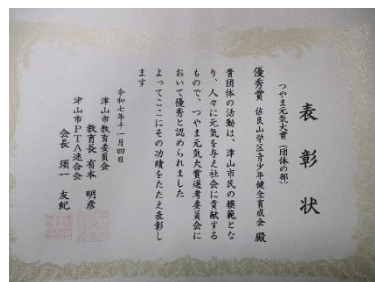 表彰状
つやま元気大賞(団体の部)
優秀賞 佐良山学区青少年健全育成会 殿
貴団体の活動は、津山市民の模範とな
り、人々に元気を与え社会に貢献する
もので、つやま元気大賞選考委員会に
おいて優秀と認められました
よってここにその功績をたたえ表彰し
ます
令和七年十一月四日
津山市教育委員会
教育長 有本 明彦
津山市PTA連合会
会長 須一 友紀